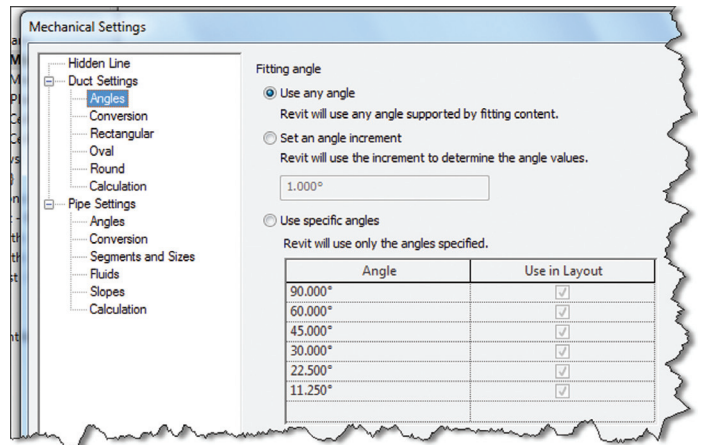 Mechanical Settings
Hidden Line
Duct Settings
Angles
Conversion
Rectangular
Oval
Round
Calculation
Pipe Settings
Angles
Conversion
Segments and Sizes
Fluids
Slopes
Calculation
Fitting angle
Use any angle
Revit will use any angle supported by fitting content.
Set an angle increment
Revit will use the increment to determine the angle values.
1.000°
Use specific angles
Revit will use only the angles specified.
Angle Use in Layout
90.000°
60.000°
45.000°
30.000°
22.500°
11.250°